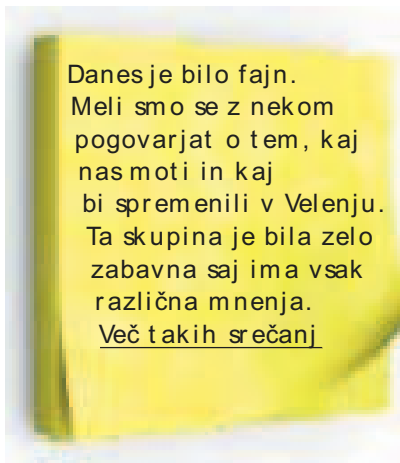 Danes je bilo fajn.
Meli smo se z nekom
pogovarjat o tem, kaj
nas moti in kaj
bi spremenili v Velenju.
Ta skupina je bila zelo
zabavna saj ima vsak
različna mnenja.
Več takih srečanj